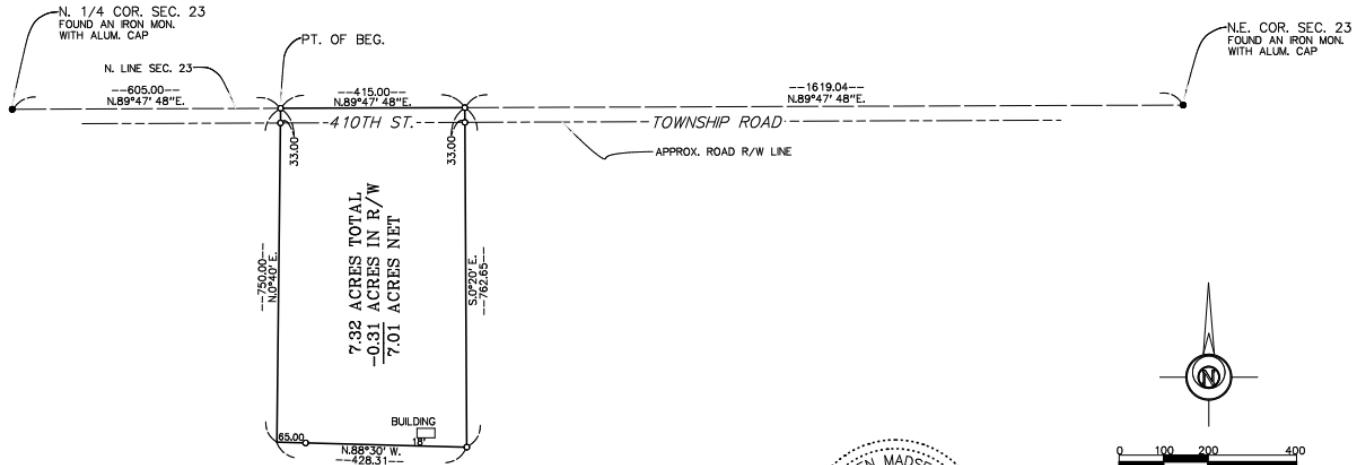 N. 1/4 COR. SEC. 23
FOUND AN IRON MON.
WITH ALUM. CAP
PT. OF BEG.
N. LINE SEC. 23
--605.00--
N.89°47' 48"E.
--415.00--
N.89°47' 48"E.
--1619.04--
N.89°47' 48"E.
N.E. COR. SEC. 23
FOUND AN IRON MON.
WITH ALUM. CAP
410TH ST.
TOWNSHIP ROAD
APPROX. ROAD R/W LINE
33.00
33.00
--750.00--
N.0°40' E.
7.32 ACRES TOTAL
-0.31 ACRES IN R/W
7.01 ACRES NET
S.0°20' E.
--762.65--
BUILDING
18'
65.00
N.88°30' W.
--428.31--
N
0 100 200 400